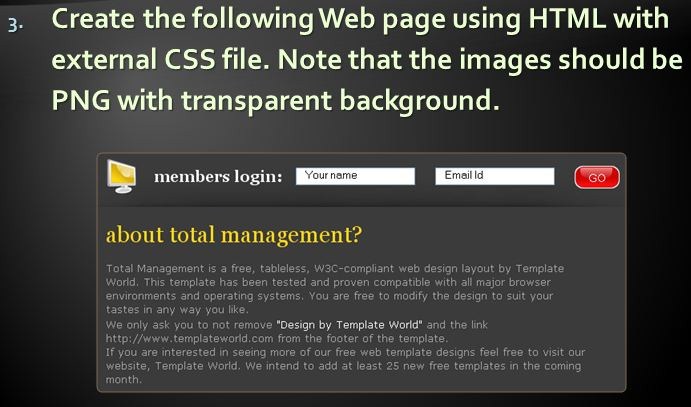 3. Create the following Web page using HTML with
external CSS file. Note that the images should be
PNG with transparent background.
members login: Your name Email Id GO
about total management?
Total Management is a free, tableless, W3C-compliant web design layout by Template
World. This template has been tested and proven compatible with all major browser
environments and operating systems. You are free to modify the design to suit your
tastes in any way you like.
We only ask you to not remove "Design by Template World" and the link
http://www.templateworld.com from the footer of the template.
If you are interested in seeing more of our free web template designs feel free to visit our
website, Template World. We intend to add at least 25 new free templates in the coming
month.